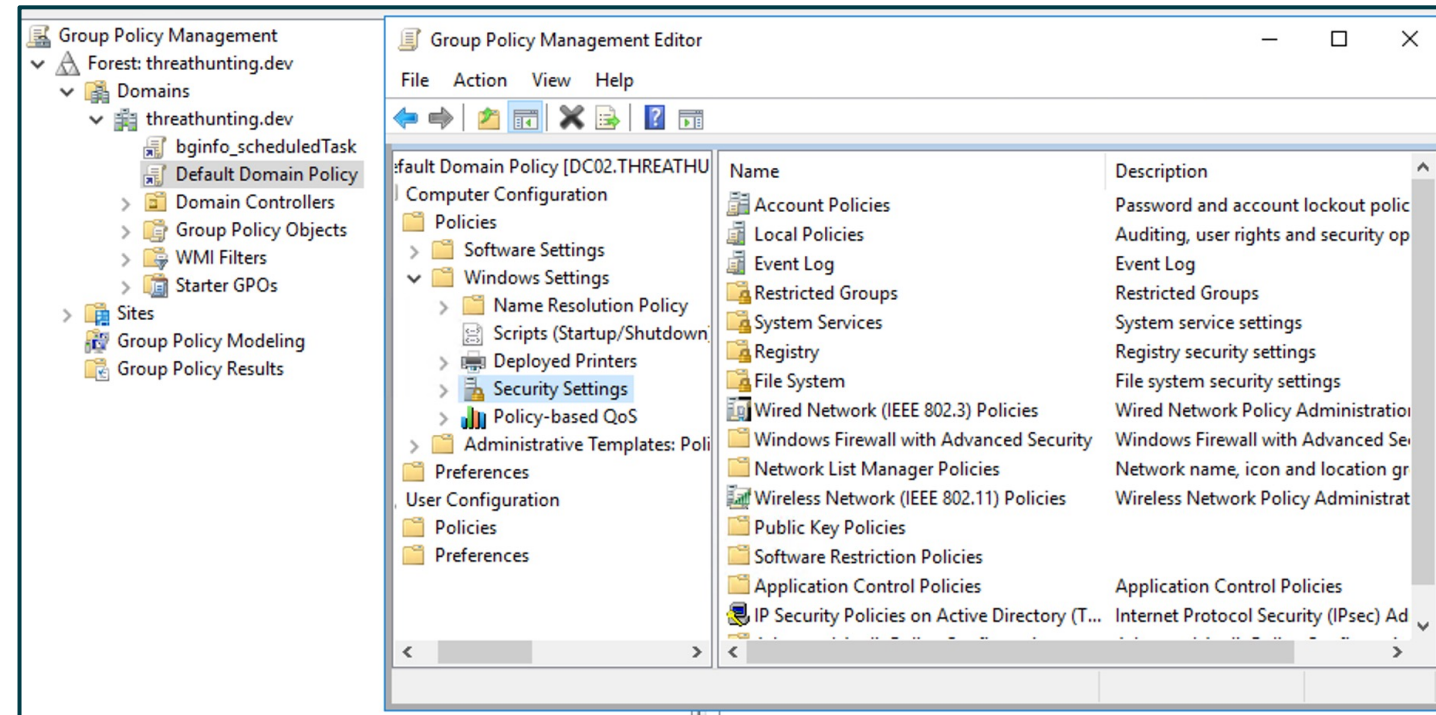 Group Policy Management
Forest: threathunting.dev
Domains
threathunting.dev
bginfo_scheduledTask
Default Domain Policy
Domain Controllers
Group Policy Objects
WMI Filters
Starter GPOs
Sites
Group Policy Modeling
Group Policy Results
Group Policy Management Editor
File Action View Help
efault Domain Policy [DC02.THREATHU
Computer Configuration
Policies
Software Settings
Windows Settings
Name Resolution Policy
Scripts (Startup/Shutdown)
Deployed Printers
Security Settings
Policy-based QoS
Administrative Templates: Poli
Preferences
User Configuration
Policies
Preferences
Name Description
Account Policies Password and account lockout polic
Local Policies Auditing, user rights and security op
Event Log Event Log
Restricted Groups Restricted Groups
System Services System service settings
Registry Registry security settings
File System File system security settings
Wired Network (IEEE 802.3) Policies Wired Network Policy Administration
Windows Firewall with Advanced Security Windows Firewall with Advanced Se
Network List Manager Policies Network name, icon and location gr
Wireless Network (IEEE 802.11) Policies Wireless Network Policy Administrat
Public Key Policies
Software Restriction Policies
Application Control Policies Application Control Policies
IP Security Policies on Active Directory (T... Internet Protocol Security (IPsec) Ad